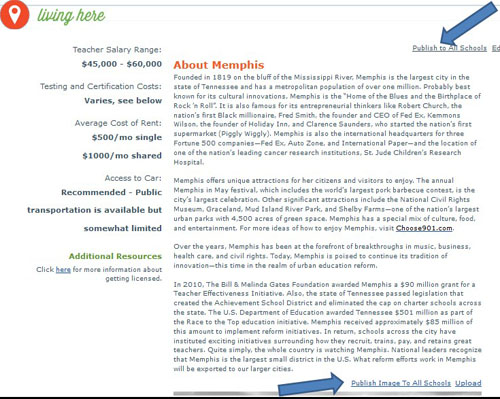 living here
Publish to All Schools Ed
Teacher Salary Range:
$45,000 - $60,000
Testing and Certification Costs:
Varies, see below
Average Cost of Rent:
$500/mo single
$1000/mo shared
Access to Car:
Recommended - Public
transportation is available but
somewhat limited
Additional Resources
Click here for more information about
getting licensed.
About Memphis
Founded in 1819 on the bluff of the Mississippi River, Memphis is the largest city in the
state of Tennessee and has a metropolitan population of over one million. Probably best
known for its cultural innovations, Memphis is the "Home of the Blues and the Birthplace of
Rock 'n Roll". It is also famous for its entrepreneurial thinkers like Robert Church, the
nation's first Black millionaire, Fred Smith, the founder and CEO of Fed Ex, Kemmons
Wilson, the founder of Holiday Inn, and Clarence Saunders, who started the nation's first
supermarket (Piggly Wiggly). Memphis is also the international headquarters for three
Fortune 500 companies—Fed Ex, Auto Zone, and International Paper—and the location of
one of the nation's leading cancer research institutions, St. Jude Children's Research
Hospital.
Memphis offers unique attractions for her citizens and visitors to enjoy. The annual
Memphis in May festival, which includes the world's largest pork barbecue contest, is the
city's largest celebration. Other significant attractions include the National Civil Rights
Museum, Graceland, Mud Island River Park, and Shelby Farms—one of the nation's largest
urban parks with 4,500 acres of green space. Memphis has a special mix of culture, food,
and entertainment. For more ideas of how to enjoy Memphis, visit Choose901.com.
Over the years, Memphis has been at the forefront of breakthroughs in music, business,
health care, and civil rights. Today, Memphis is poised to continue its tradition of
innovation—this time in the realm of urban education reform.
In 2010, The Bill & Melinda Gates Foundation awarded Memphis a $90 million grant for a
Teacher Effectiveness Initiative. Also, the state of Tennessee passed legislation that
created the Achievement School District and eliminated the cap on charter schools across
the state. The U.S. Department of Education awarded Tennessee $501 million as part of
the Race to the Top education initiative. Memphis received approximately $85 million of
this amount to implement reform initiatives. In return, schools across the city have
instituted exciting initiatives surrounding how they recruit, trains, pay, and retains great
teachers. Quite simply, the whole country is watching Memphis. National leaders recognize
that Memphis is the largest small district in the U.S. What reform efforts work in Memphis
will be exported to our larger cities.
Publish Image To All Schools Upload